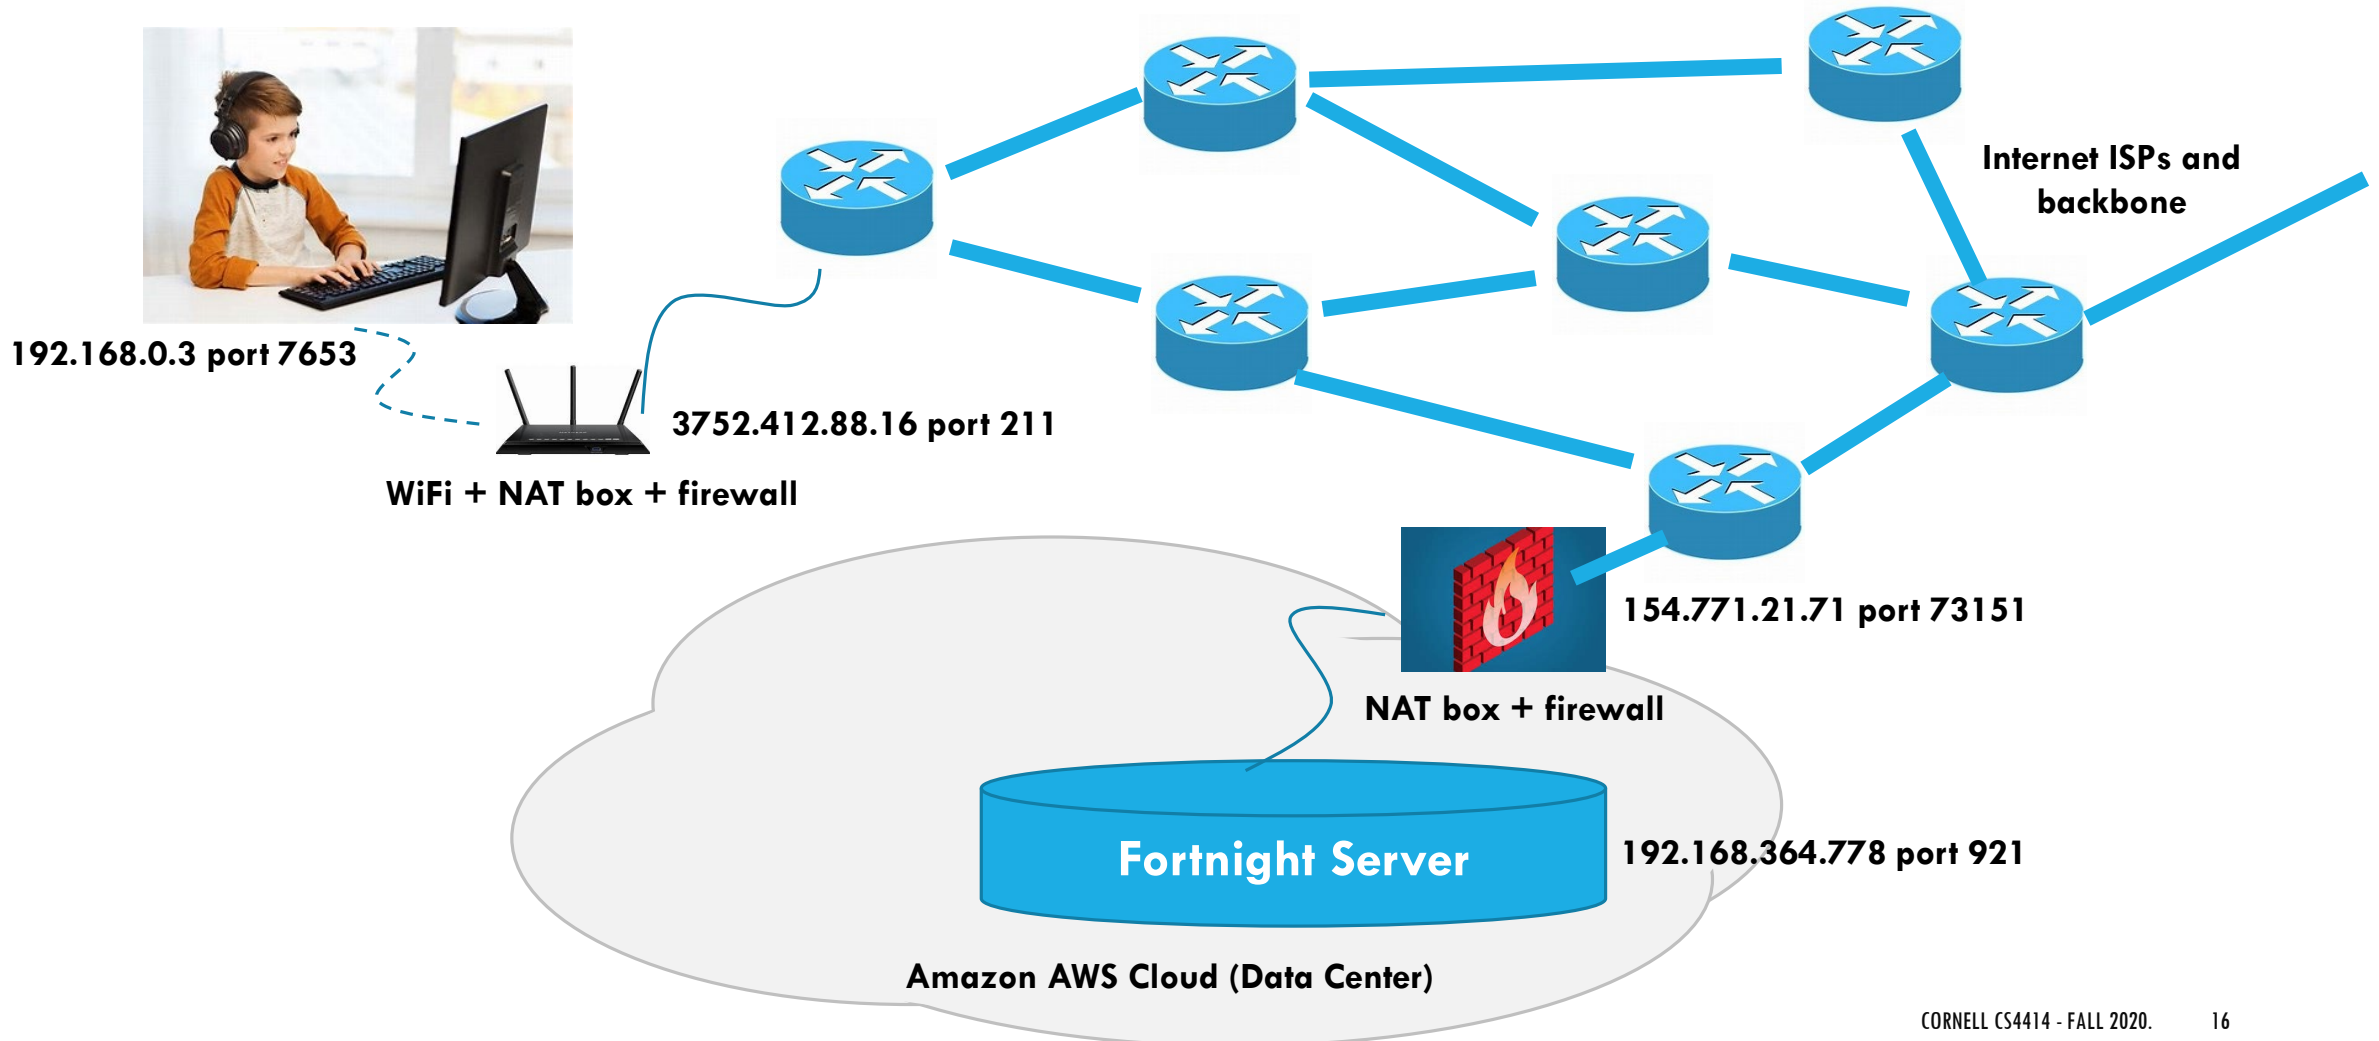 Internet ISPs and
backbone
192.168.0.3 port 7653
3752.412.88.16 port 211
WiFi + NAT box + firewall
154.771.21.71 port 73151
NAT box + firewall
Fortnight Server
192.168.364.778 port 921
Amazon AWS Cloud (Data Center)
CORNELL CS4414 - FALL 2020. 16